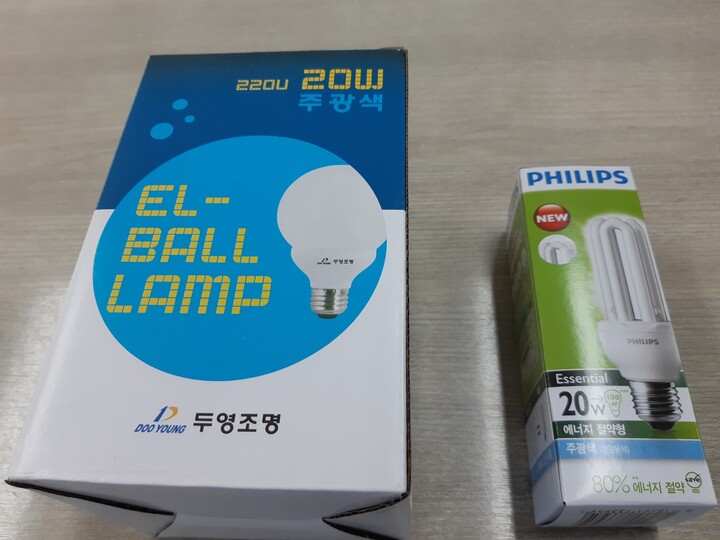 220V 20W
주광색
EL-
BALL
LAMP
두영조명
DOO YOUNG 두영조명
PHILIPS
NEW
PHILIPS
Essential
20W 100W
에너지 절약형
주광색
80% 에너지 절약
save